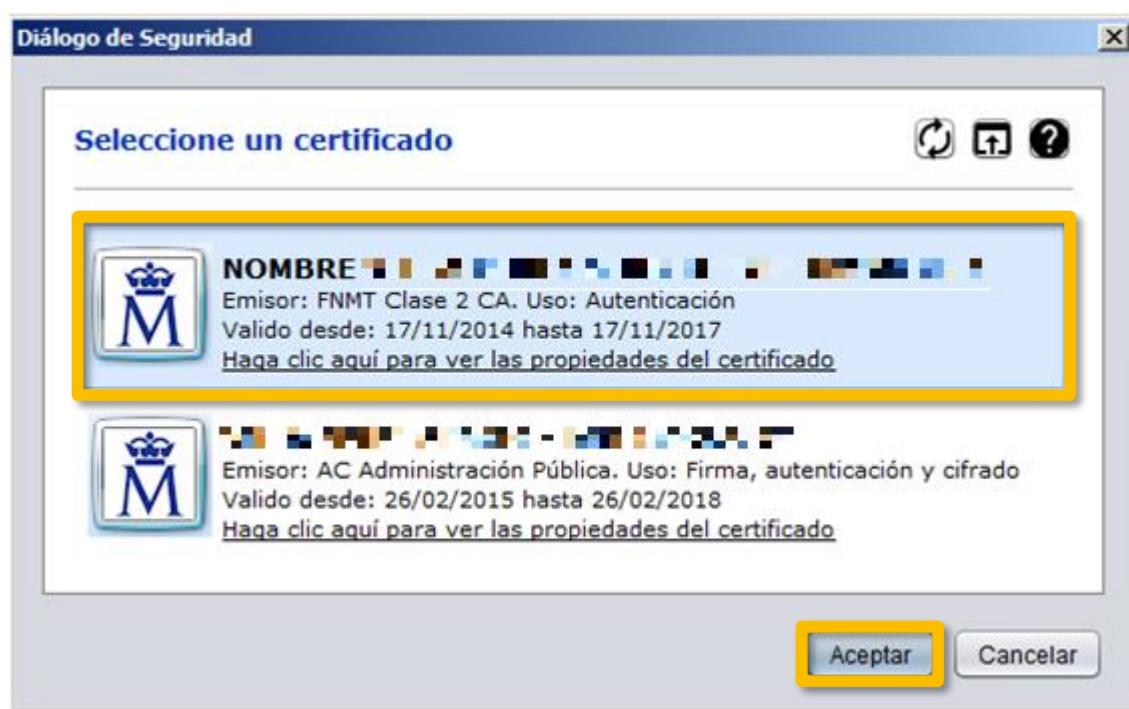 Diálogo de Seguridad
Seleccione un certificado
NOMBRE
Emisor: FNMT Clase 2 CA. Uso: Autenticación
Valido desde: 17/11/2014 hasta 17/11/2017
Haga clic aquí para ver las propiedades del certificado
Emisor: AC Administración Pública. Uso: Firma, autenticación y cifrado
Valido desde: 26/02/2015 hasta 26/02/2018
Haga clic aquí para ver las propiedades del certificado
Aceptar
Cancelar